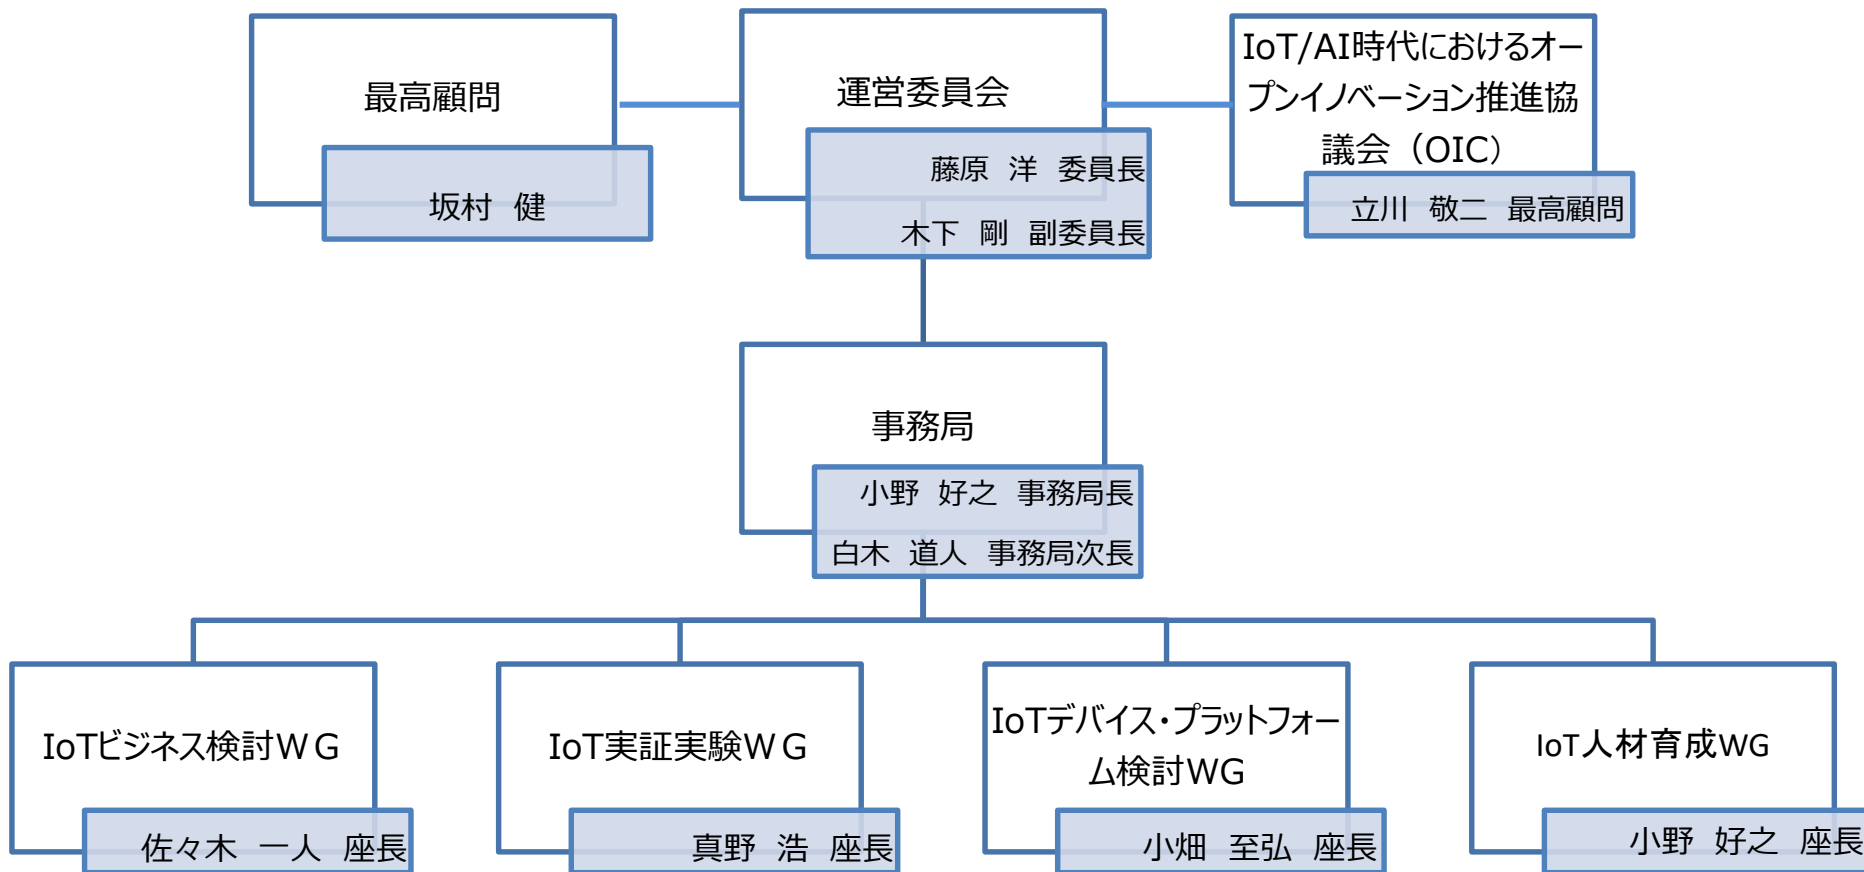 最高顧問
坂村　健
運営委員会
藤原　洋　委員長
木下　剛　副委員長
IoT/AI時代におけるオー
プンイノベーション推進協
議会（OIC）
立川　敬二　最高顧問
事務局
小野　好之　事務局長
白木　道人　事務局次長
IoTビジネス検討ＷＧ
佐々木　一人　座長
IoT実証実験ＷＧ
真野　浩　座長
IoTデバイス・プラットフォー
ム検討WG
小畑　至弘　座長
IoT人材育成WG
小野　好之　座長